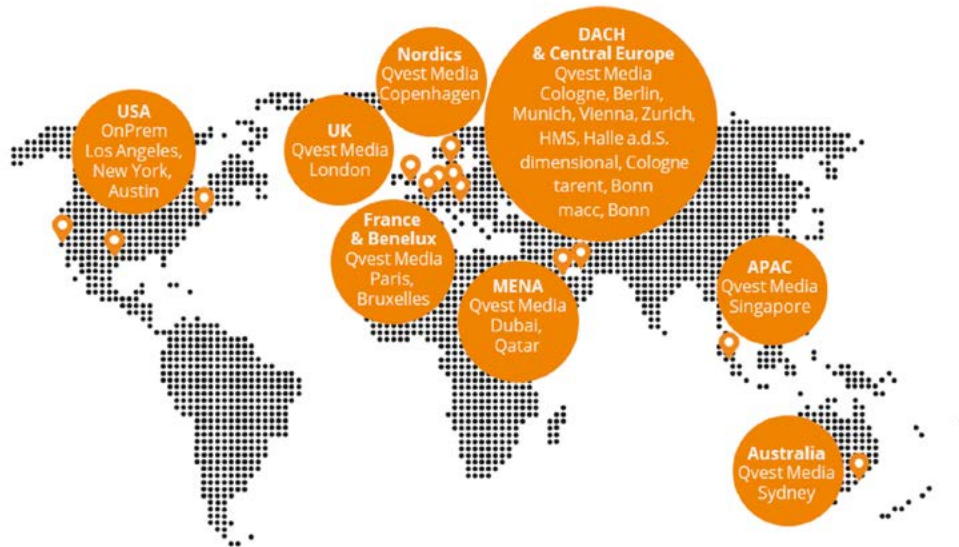 Nordics
Qvest Media
Copenhagen
DACH
& Central Europe
Qvest Media
Cologne, Berlin,
Munich, Vienna, Zurich,
HMS, Halle a.d.S.
dimensional, Cologne
tarent, Bonn
macc, Bonn
USA
OnPrem
Los Angeles,
New York,
Austin
UK
Qvest Media
London
France
& Benelux
Qvest Media
Paris,
Bruxelles
MENA
Qvest Media
Dubai,
Qatar
APAC
Qvest Media
Singapore
Australia
Qvest Media
Sydney